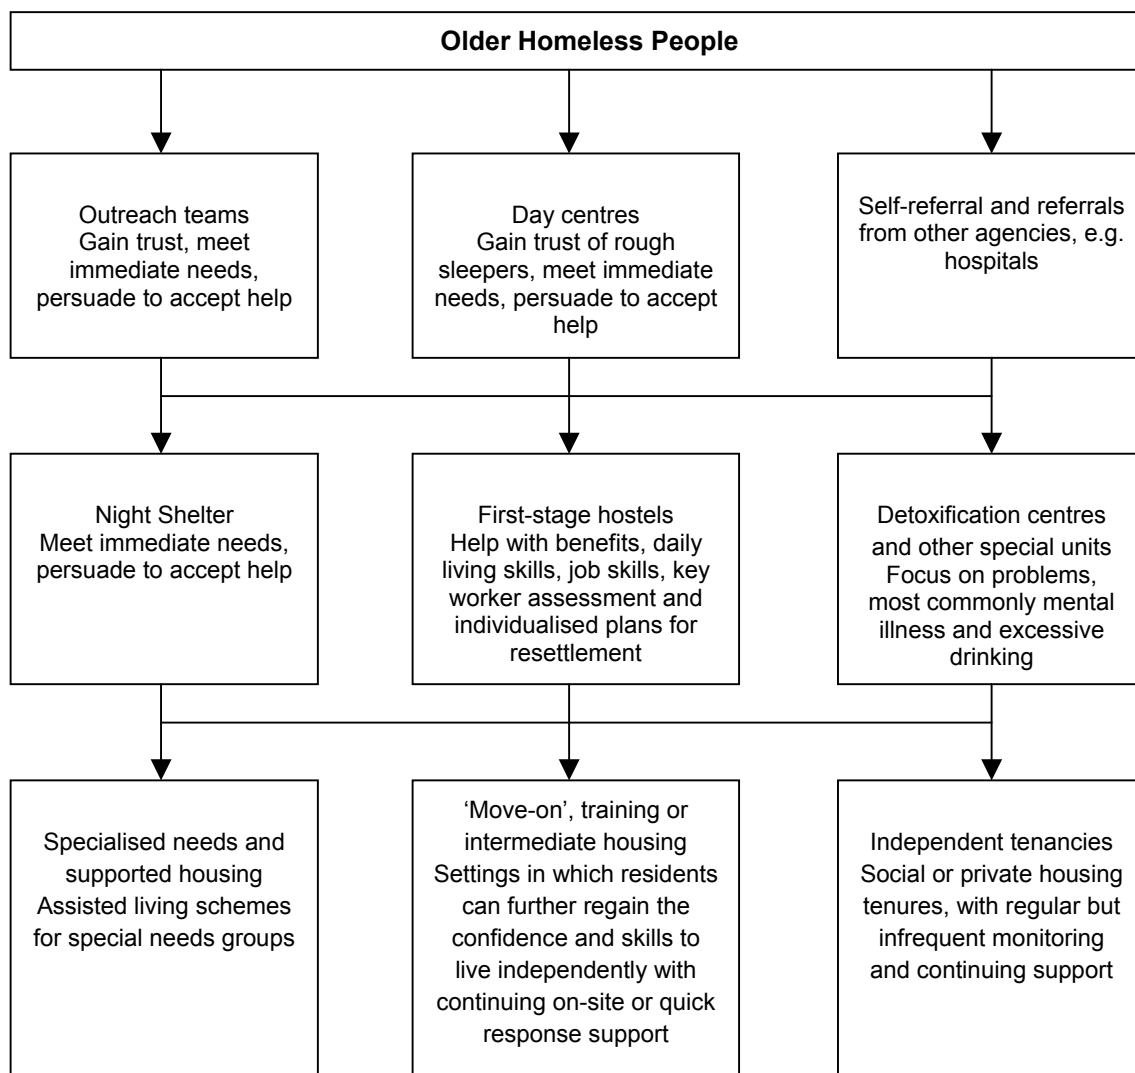 Older Homeless People
Outreach teams
Gain trust, meet
immediate needs,
persuade to accept help
Day centres
Gain trust of rough
sleepers, meet immediate
needs, persuade to accept
help
Self-referral and referrals
from other agencies, e.g.
hospitals
Night Shelter
Meet immediate needs,
persuade to accept help
First-stage hostels
Help with benefits, daily
living skills, job skills, key
worker assessment and
individualised plans for
resettlement
Detoxification centres
and other special units
Focus on problems,
most commonly mental
illness and excessive
drinking
Specialised needs and
supported housing
Assisted living schemes
for special needs groups
‘Move-on’, training or
intermediate housing
Settings in which residents
can further regain the
confidence and skills to
live independently with
continuing on-site or quick
response support
Independent tenancies
Social or private housing
tenures, with regular but
infrequent monitoring
and continuing support